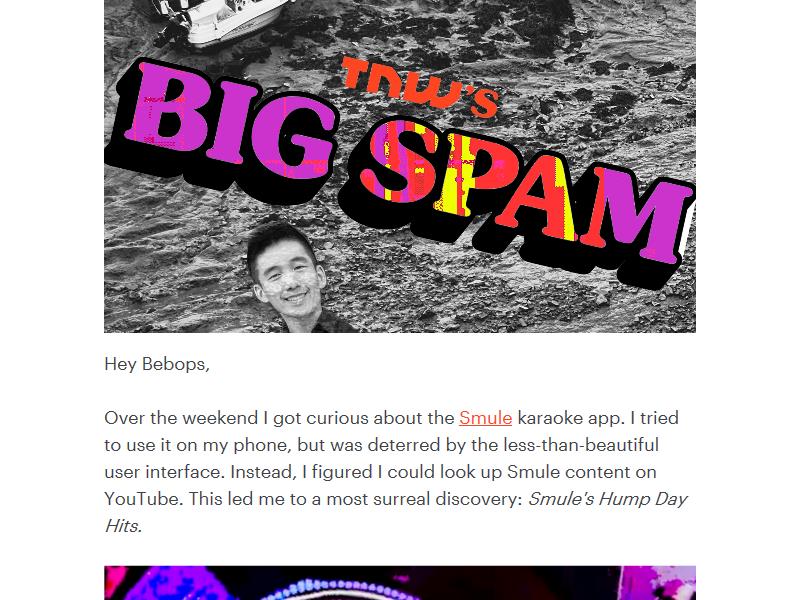 TNW's
BIG SPAM
Hey Bebops,
Over the weekend I got curious about the Smule karaoke app. I tried
to use it on my phone, but was deterred by the less-than-beautiful
user interface. Instead, I figured I could look up Smule content on
YouTube. This led me to a most surreal discovery: Smule's Hump Day
Hits.